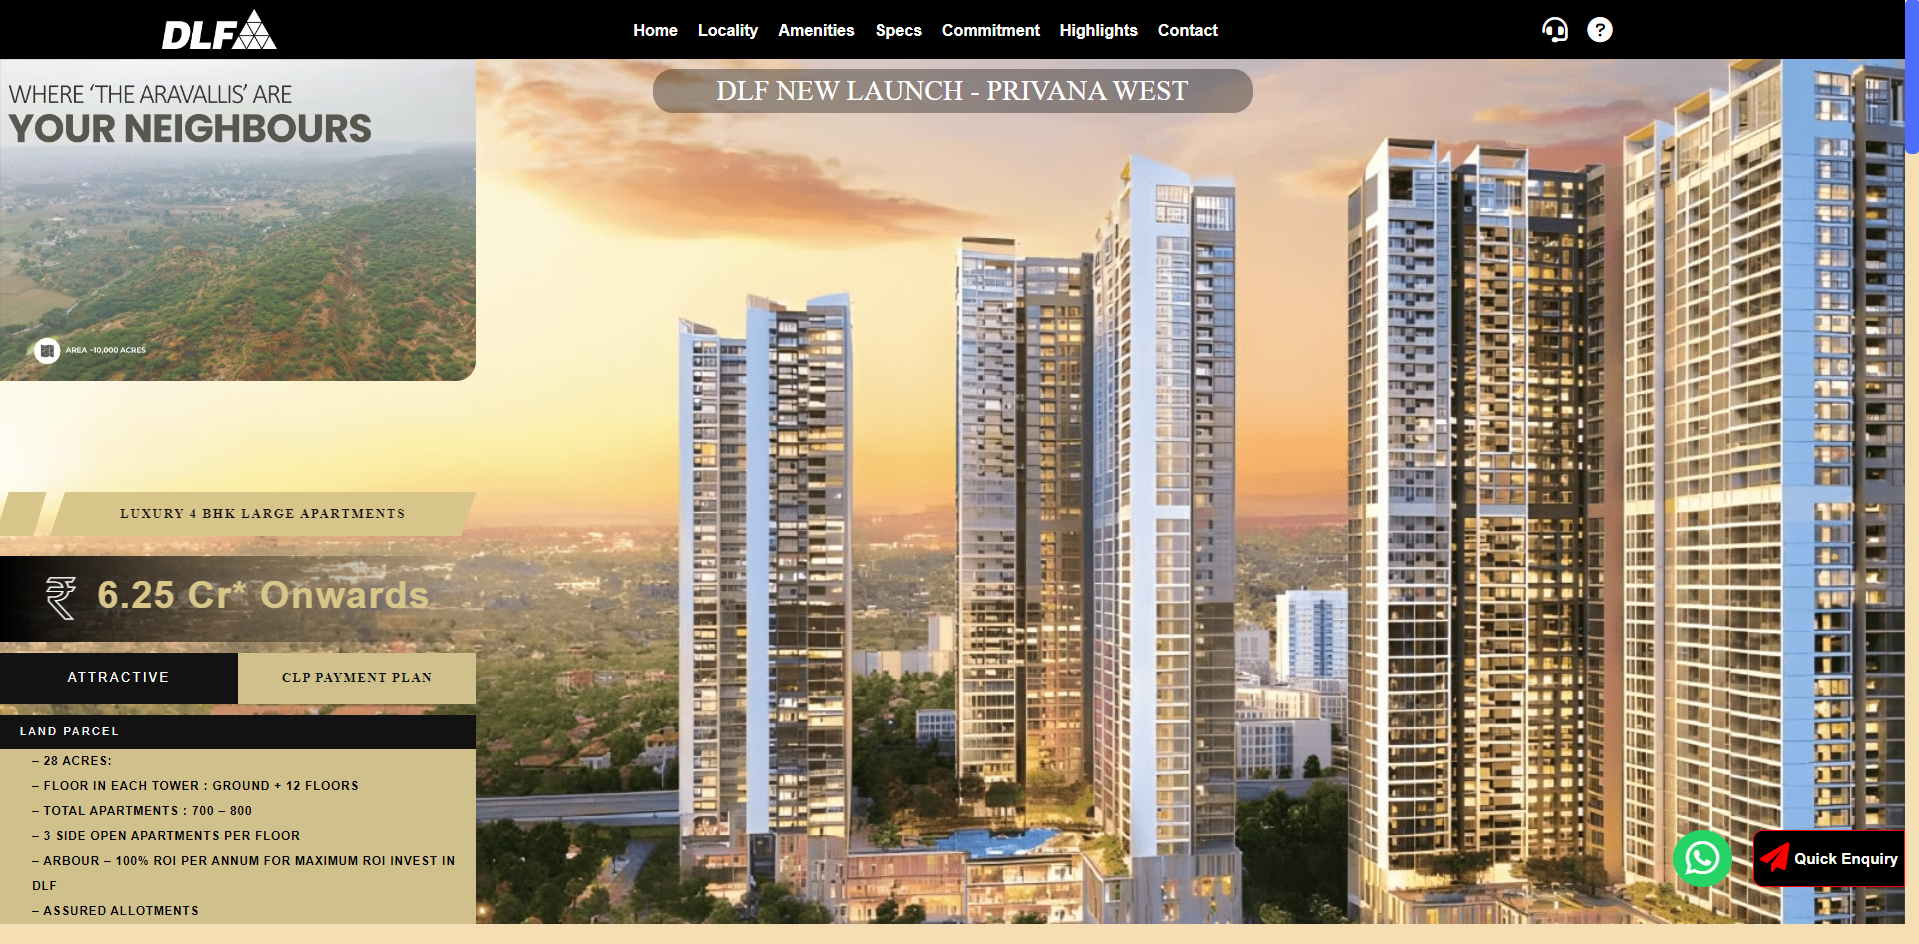 DLF
Home Locality Amenities Specs Commitment Highlights Contact
?
WHERE ‘THE ARAVALLIS’ ARE
YOUR NEIGHBOURS
AREA ~10,000 ACRES
DLF NEW LAUNCH - PRIVANA WEST
LUXURY 4 BHK LARGE APARTMENTS
₹ 6.25 Cr* Onwards
ATTRACTIVE
CLP PAYMENT PLAN
LAND PARCEL
– 28 ACRES:
– FLOOR IN EACH TOWER : GROUND + 12 FLOORS
– TOTAL APARTMENTS : 700 – 800
– 3 SIDE OPEN APARTMENTS PER FLOOR
– ARBOUR – 100% ROI PER ANNUM FOR MAXIMUM ROI INVEST IN
DLF
– ASSURED ALLOTMENTS
Quick Enquiry